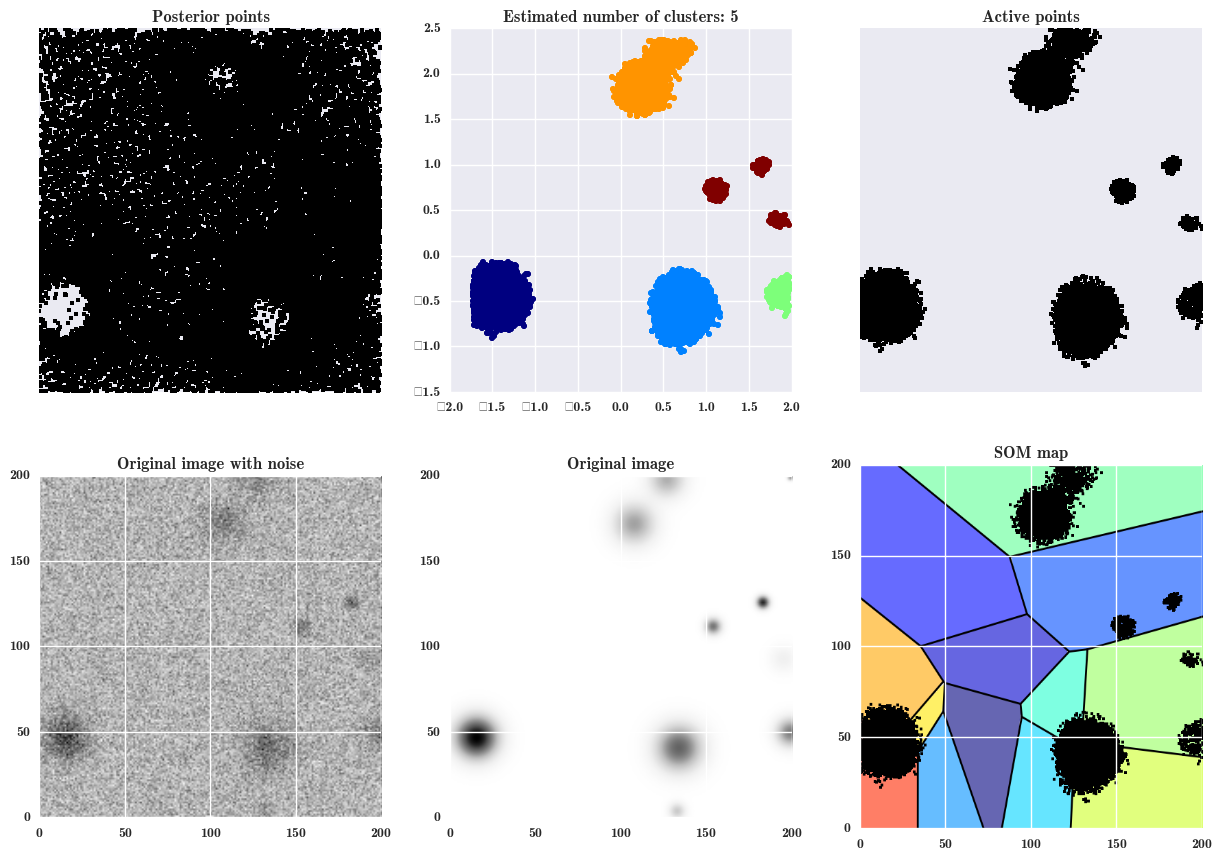 Posterior points
Estimated number of clusters: 5
Active points
2.5
2.0
1.5
1.0
0.5
0.0
□0.5
□1.0
□1.5
□2.0 □1.5 □1.0 □0.5 0.0 0.5 1.0 1.5 2.0
Original image with noise
Original image
SOM map
200
150
100
50
0
0 50 100 150 200
200
150
100
50
0
0 50 100 150 200
200
150
100
50
0
0 50 100 150 200